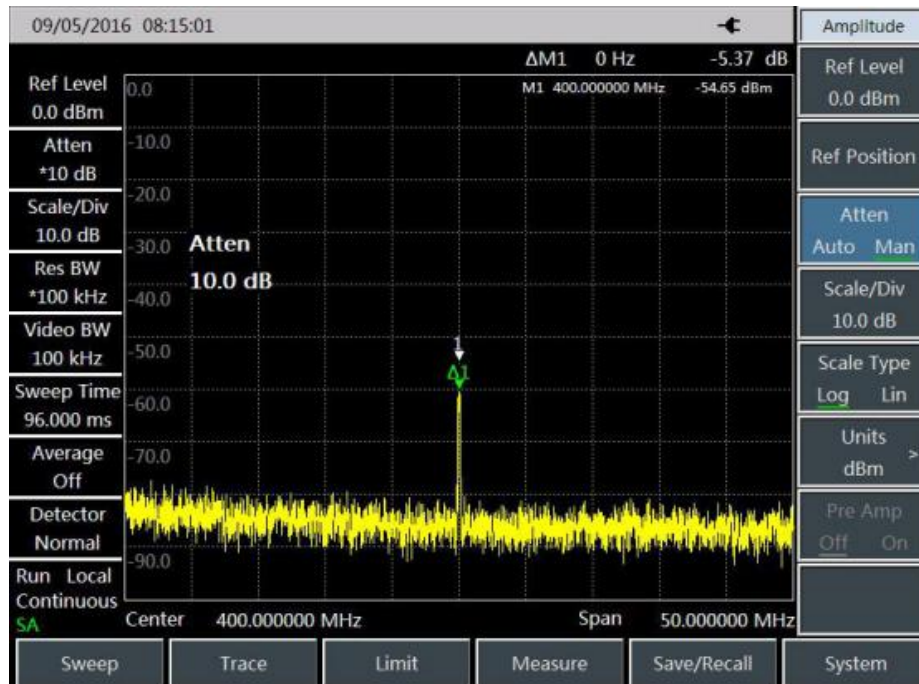 09/05/2016 08:15:01
Amplitude
ΔM1 0 Hz -5.37 dB
M1 400.000000 MHz -54.65 dBm
Ref Level
0.0 dBm
Atten
*10 dB
Scale/Div
10.0 dB
Res BW
*100 kHz
Video BW
100 kHz
Sweep Time
96.000 ms
Average
Off
Detector
Normal
Run Local
Continuous
SA
0.0
-10.0
-20.0
-30.0
-40.0
-50.0
-60.0
-70.0
-90.0
Atten
10.0 dB
1
Δ1
Center 400.000000 MHz Span 50.000000 MHz
Ref Level
0.0 dBm
Ref Position
Atten
Auto Man
Scale/Div
10.0 dB
Scale Type
Log Lin
Units
dBm >
Pre Amp
Off On
Sweep Trace Limit Measure Save/Recall System